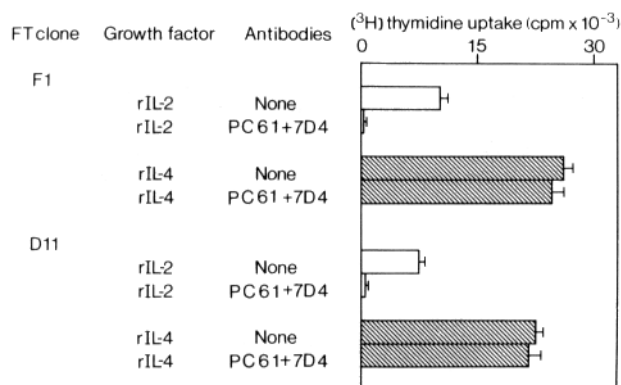 (³H) thymidine uptake (cpm x 10⁻³)
FT clone Growth factor Antibodies
0 15 30
F1
rIL-2 None
rIL-2 PC61+7D4
rIL-4 None
rIL-4 PC61+7D4
D11
rIL-2 None
rIL-2 PC61+7D4
rIL-4 None
rIL-4 PC61+7D4